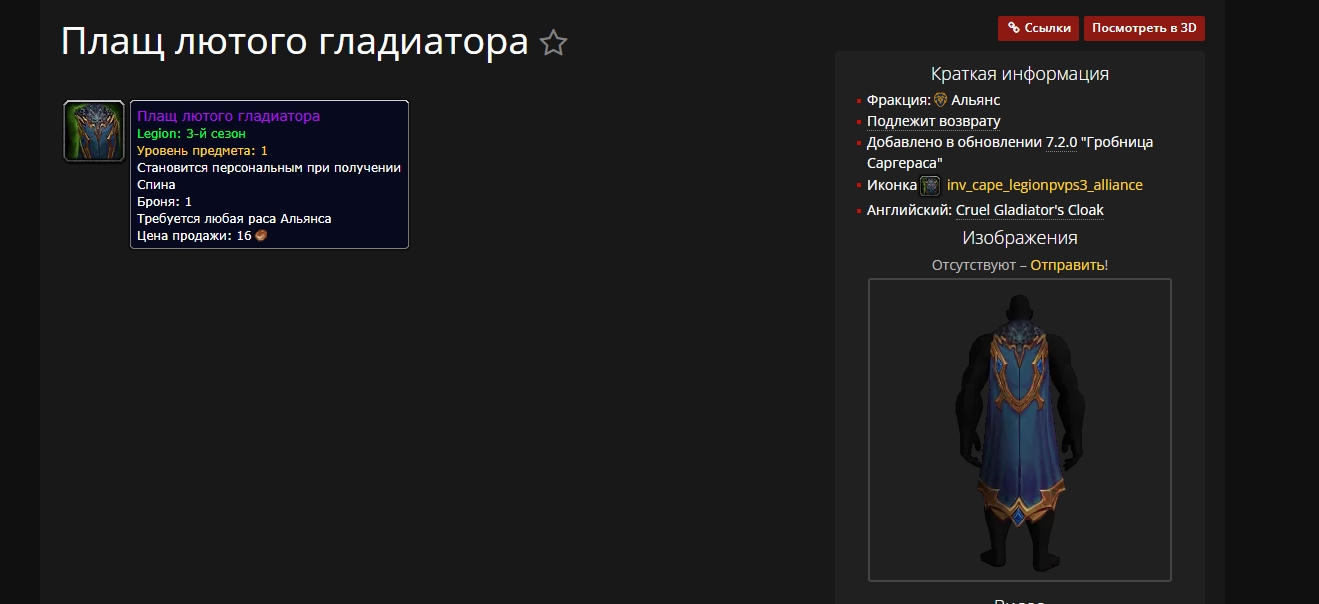 Плащ лютого гладиатора
Ссылки
Посмотреть в 3D
Плащ лютого гладиатора
Legion: 3-й сезон
Уровень предмета: 1
Становится персональным при получении
Спина
Броня: 1
Требуется любая раса Альянса
Цена продажи: 16
Краткая информация
Фракция: Альянс
Подлежит возврату
Добавлено в обновлении 7.2.0 "Гробница
Саргераса"
Иконка inv_cape_legionpvps3_alliance
Английский: Cruel Gladiator's Cloak
Изображения
Отсутствуют – Отправить!